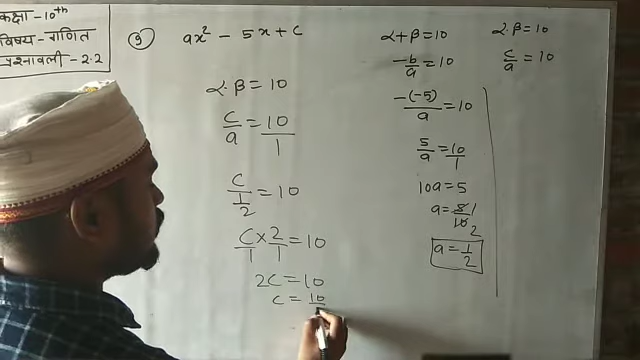 कक्षा - 10th
विषय - गणित
प्रश्नावली - 2.2
9) ax² - 5x + c
α·β = 10
c/a = 10/1
c/(1/2) = 10
c/1 × 2/1 = 10
2c = 10
c = 10/
α+β = 10
-b/a = 10
-(-5)/a = 10
5/a = 10/1
10a = 5
a = 5/10 1/2
a = 1/2
α·β = 10
c/a = 10